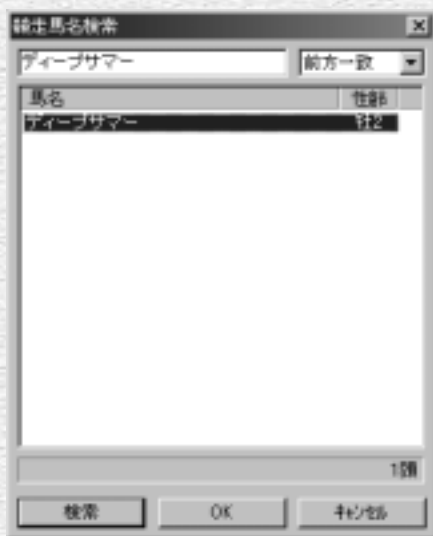 競走馬名検索
ディープサマー 前方一致
馬名 性齢
ディープサマー 牡2
1頭
検索 OK キャンセル